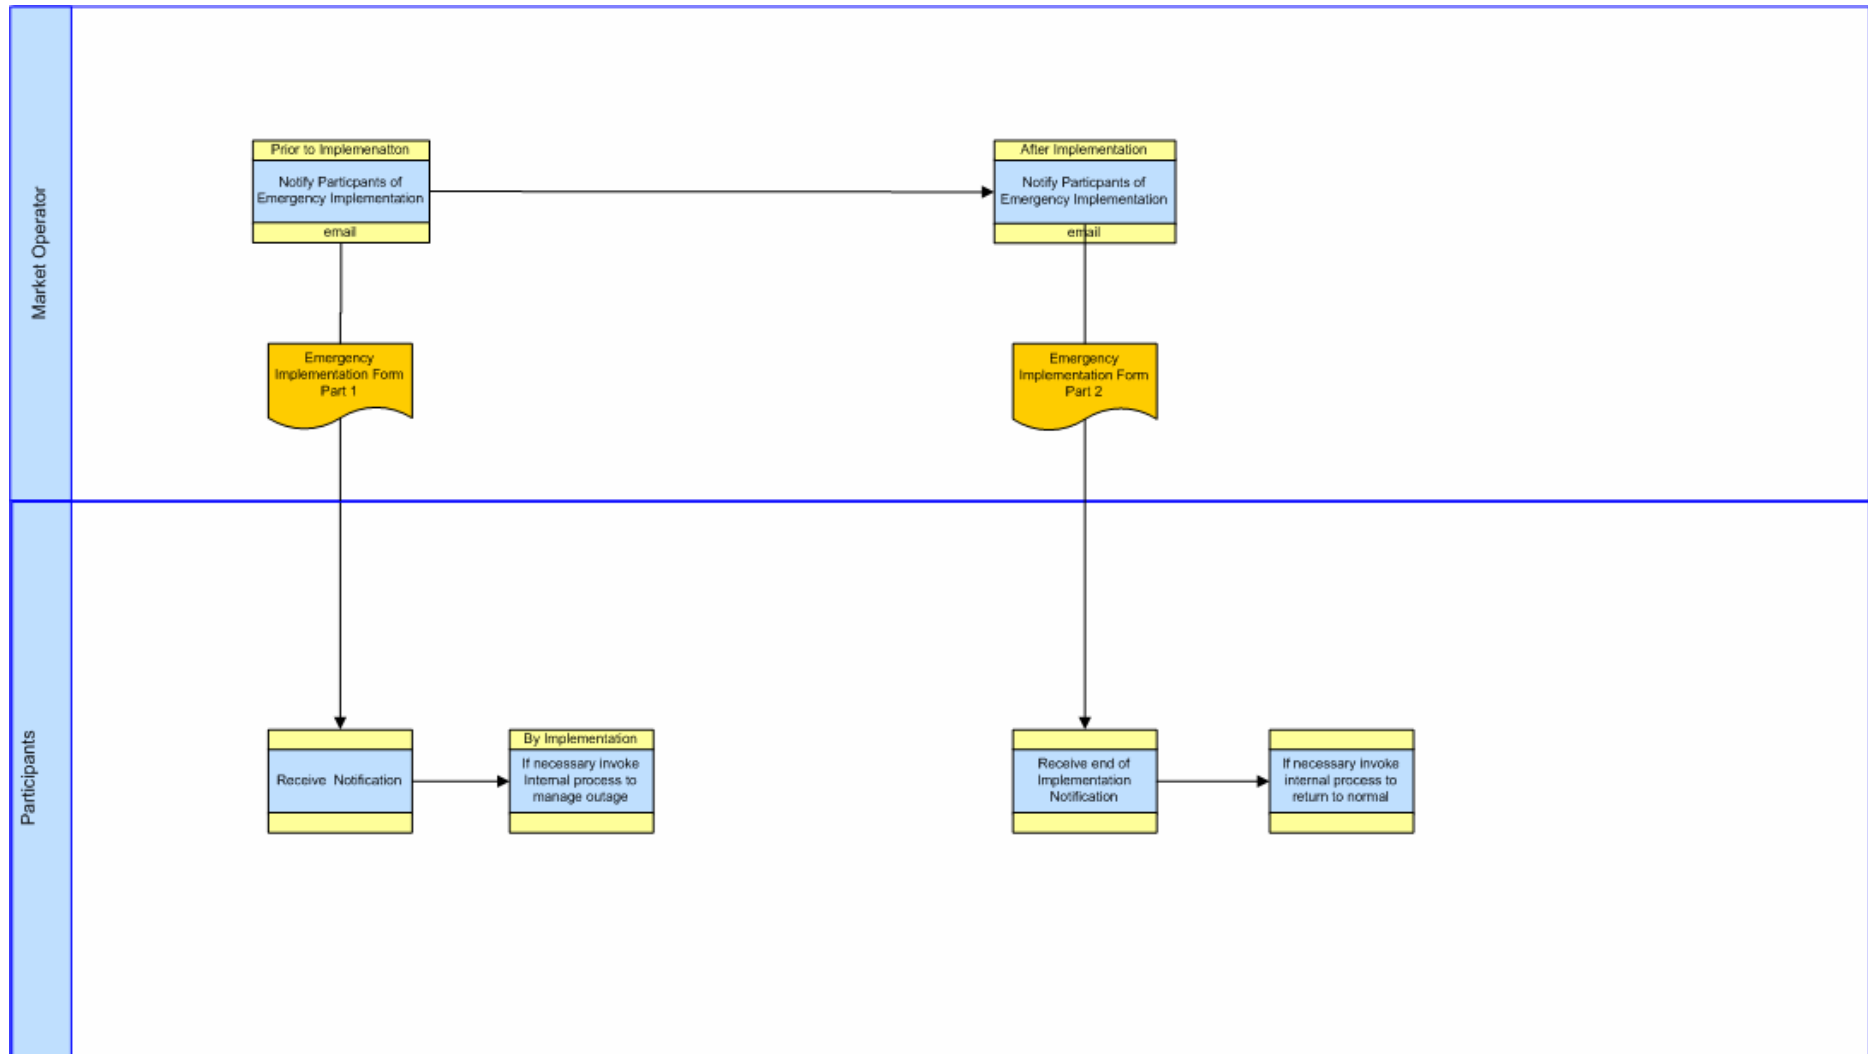 Market Operator
Prior to Implemenatton
Notify Particpants of
Emergency Implementation
email
After Implementation
Notify Particpants of
Emergency Implementation
email
Emergency
Implementation Form
Part 1
Emergency
Implementation Form
Part 2
Participants
Receive Notification
By Implementation
If necessary invoke
Internal process to
manage outage
Receive end of
Implementation
Notification
If necessary invoke
internal process to
return to normal